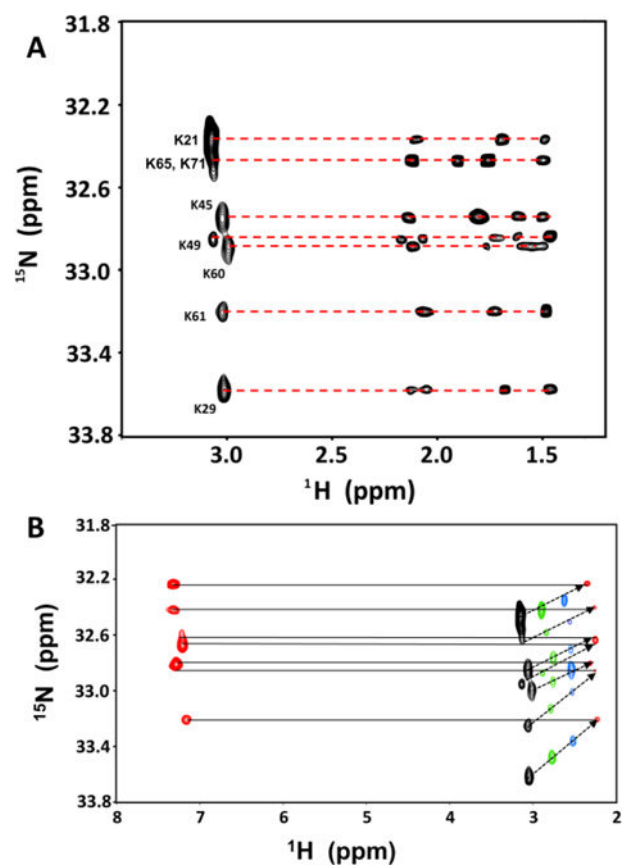 A
31.8
32.2
32.6
33.0
33.4
33.8
¹⁵N (ppm)
K21
K65, K71
K45
K49
K60
K61
K29
3.0 2.5 2.0 1.5
¹H (ppm)
B
31.8
32.2
32.6
33.0
33.4
33.8
¹⁵N (ppm)
8 7 6 5 4 3 2
¹H (ppm)